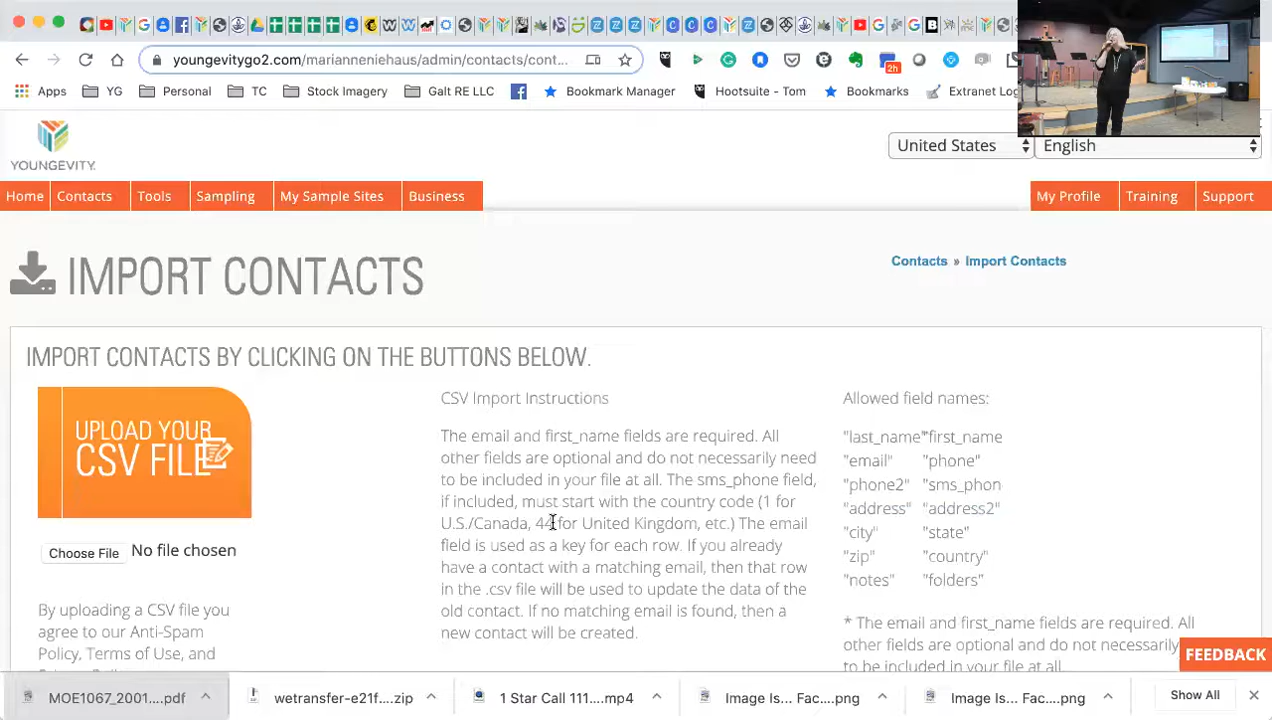 youngevitygo2.com/marianneniehaus/admin/contacts/cont...
2h
Apps YG Personal TC Stock Imagery Galt RE LLC Bookmark Manager Hootsuite - Tom Bookmarks Extranet Log
YOUNGEVITY.
United States English
Home Contacts Tools Sampling My Sample Sites Business My Profile Training Support
IMPORT CONTACTS
Contacts » Import Contacts
IMPORT CONTACTS BY CLICKING ON THE BUTTONS BELOW.
UPLOAD YOUR
CSV FILE
Choose File No file chosen
By uploading a CSV file you
agree to our Anti-Spam
Policy, Terms of Use, and
CSV Import Instructions
The email and first_name fields are required. All
other fields are optional and do not necessarily need
to be included in your file at all. The sms_phone field,
if included, must start with the country code (1 for
U.S./Canada, 44 for United Kingdom, etc.) The email
field is used as a key for each row. If you already
have a contact with a matching email, then that row
in the .csv file will be used to update the data of the
old contact. If no matching email is found, then a
new contact will be created.
Allowed field names:
"last_name" "first_name
"email" "phone"
"phone2" "sms_phon
"address" "address2"
"city" "state"
"zip" "country"
"notes" "folders"
* The email and first_name fields are required. All
other fields are optional and do not necessarily need
to be included in your file at all.
FEEDBACK
MOE1067_2001....pdf wetransfer-e21f....zip 1 Star Call 111....mp4 Image Is... Fac....png Image Is... Fac....png Show All